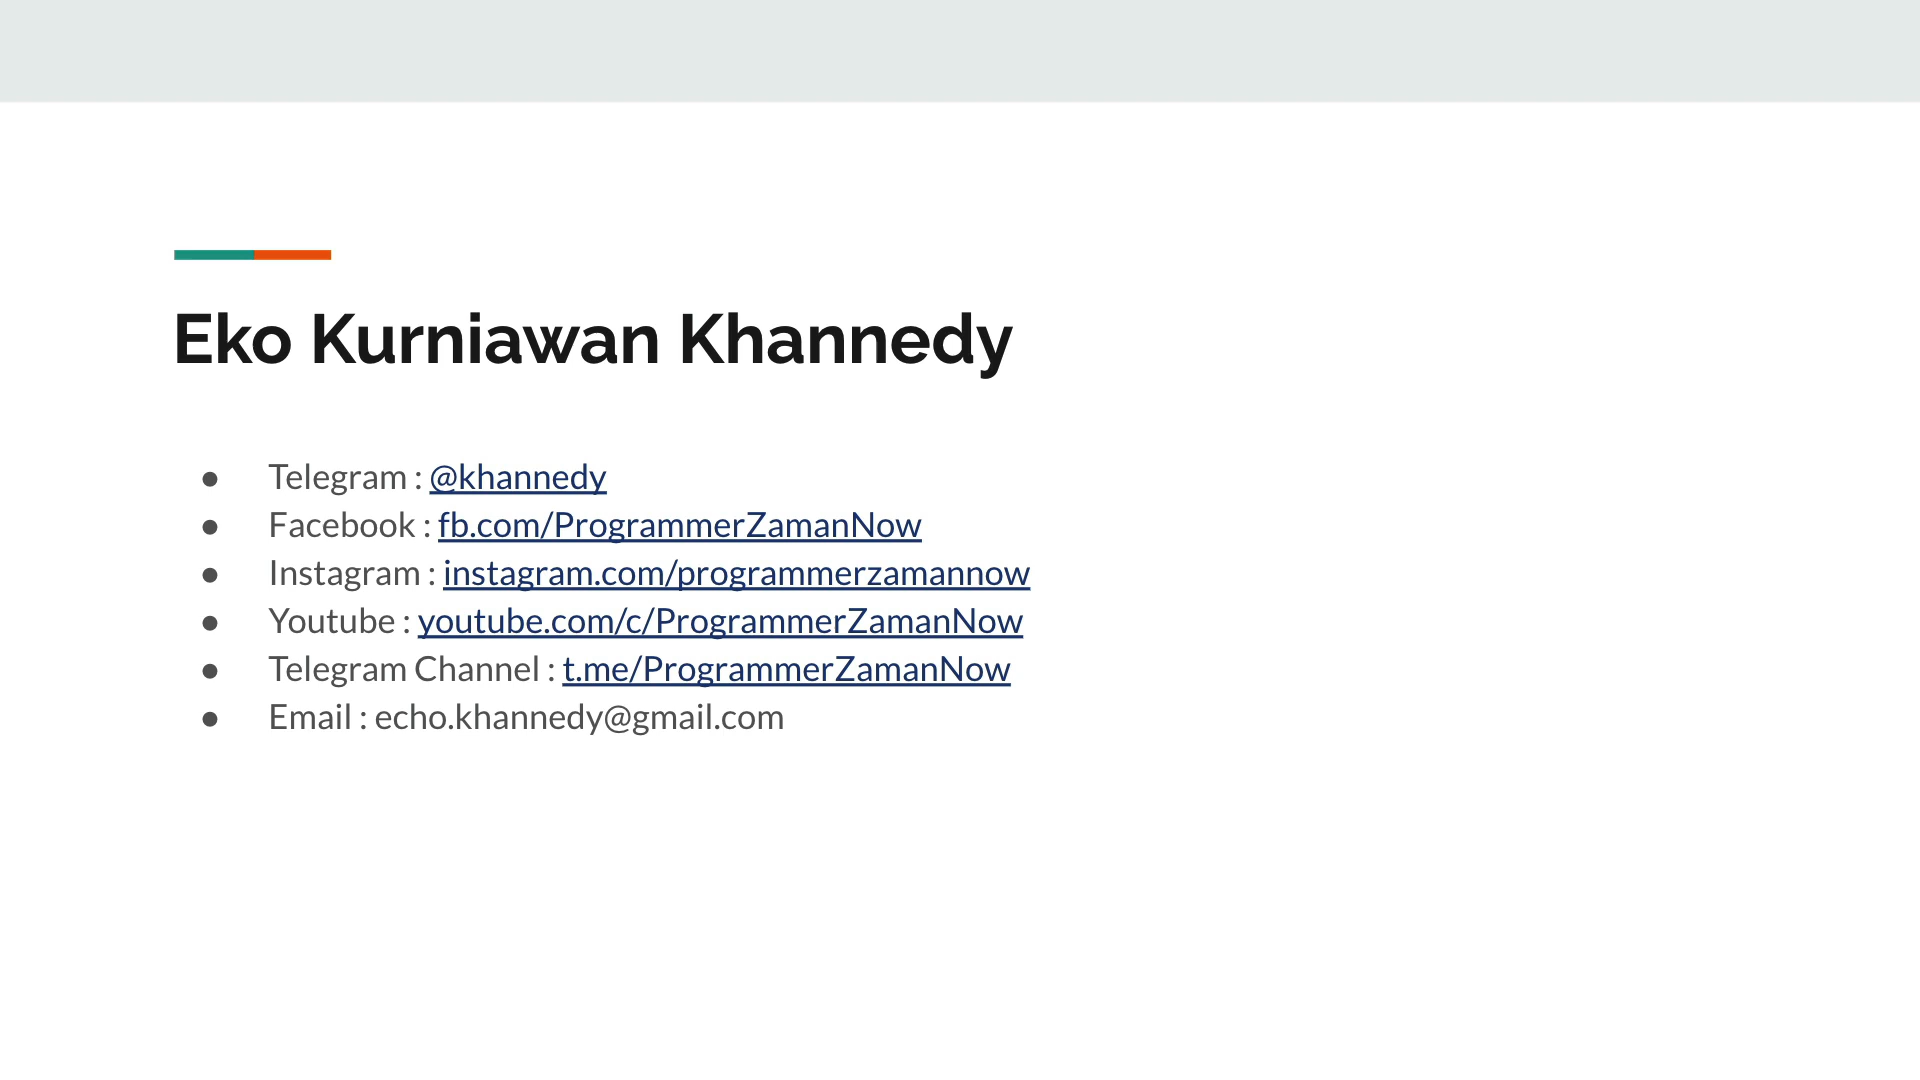 Eko Kurniawan Khannedy
● Telegram : @khannedy
● Facebook : fb.com/ProgrammerZamanNow
● Instagram : instagram.com/programmerzamannow
● Youtube : youtube.com/c/ProgrammerZamanNow
● Telegram Channel : t.me/ProgrammerZamanNow
● Email : echo.khannedy@gmail.com